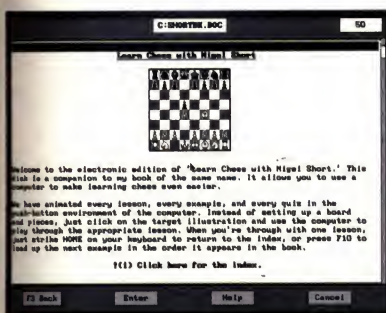 C:SHORTBK.DOC 50
Learn Chess with Nigel Short
Welcome to the electronic edition of 'Learn Chess with Nigel Short.' This
disk is a companion to my book of the same name. It allows you to use a
computer to make learning chess even easier.
We have animated every lesson, every example, and every quiz in the
push-button environment of the computer. Instead of setting up a board
and pieces, just click on the target illustration and use the computer to
play through the appropriate lesson. When you're through with one lesson,
just strike HOME on your keyboard to return to the index, or press F10 to
load up the next example in the order it appears in the book.
?(1) Click here for the index.
Back Enter Help Cancel